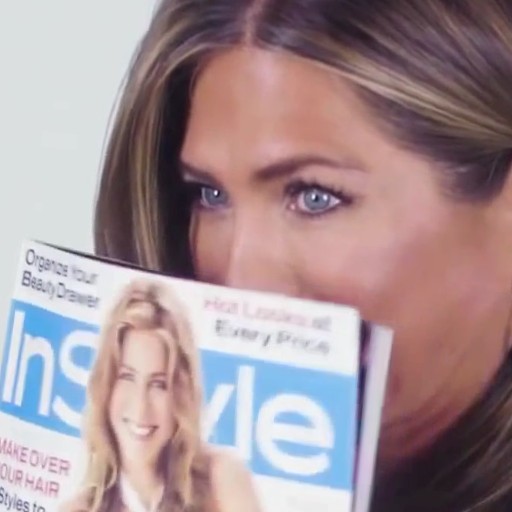 Organize Your
Beauty Drawer
Hot Looks at
Every Price
InStyle
MAKE OVER
YOUR HAIR
Styles to